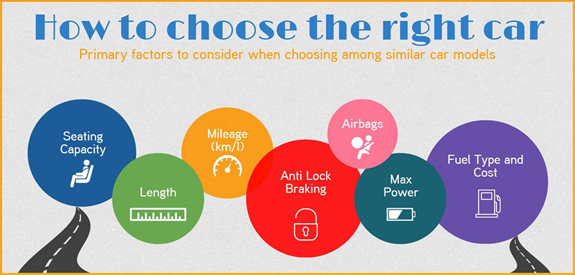 How to choose the right car
Primary factors to consider when choosing among similar car models
Seating
Capacity
Length
Mileage
(km/l)
Anti Lock
Braking
Airbags
Max
Power
Fuel Type and
Cost